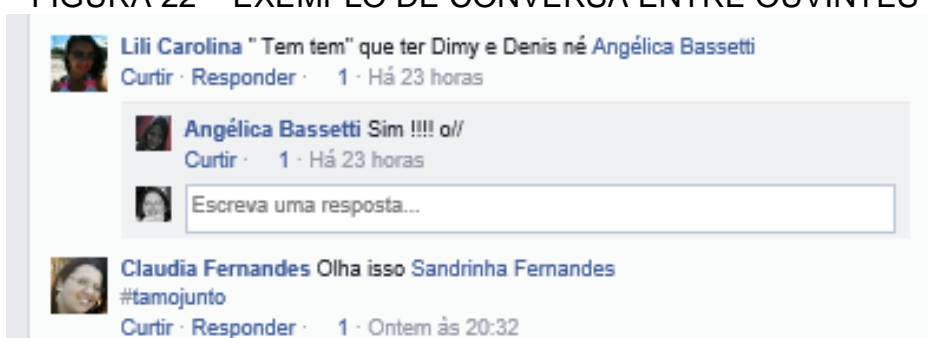 FIGURA 22 – EXEMPLO DE CONVERSA ENTRE OUVINTES
Lili Carolina " Tem tem" que ter Dimy e Denis né Angélica Bassetti
Curtir · Responder · 1 · Há 23 horas
Angélica Bassetti Sim !!!! o//
Curtir · 1 · Há 23 horas
Escreva uma resposta...
Claudia Fernandes Olha isso Sandrinha Fernandes
#tamojunto
Curtir · Responder · 1 · Ontem às 20:32